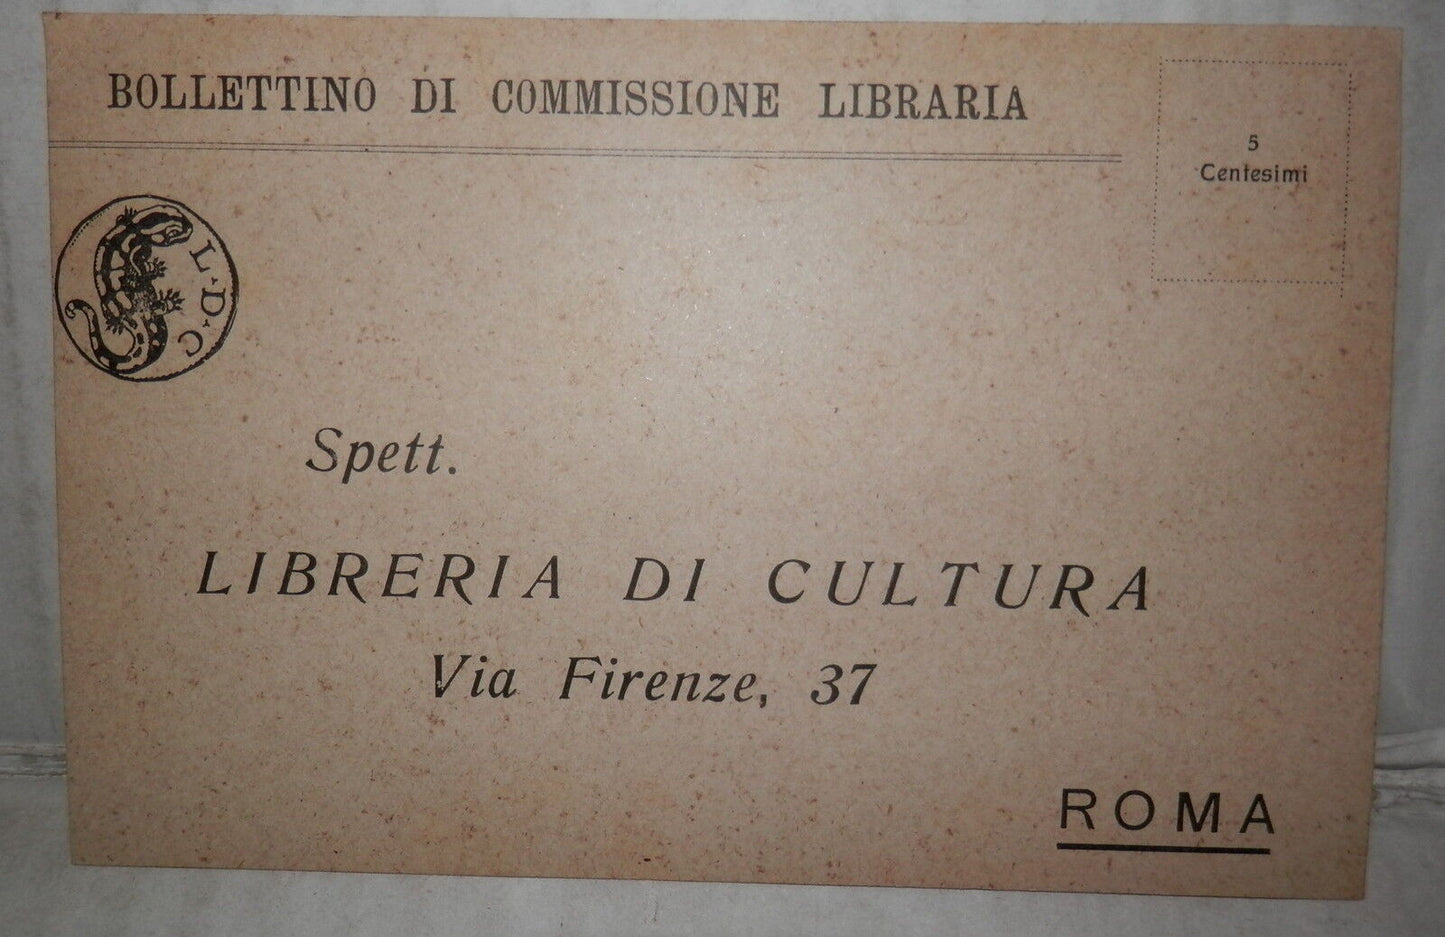 BOLLETTINO DI COMMISSIONE LIBRARIA
5
Centesimi
L·D·C
Spett.
LIBRERIA DI CULTURA
Via Firenze, 37
ROMA